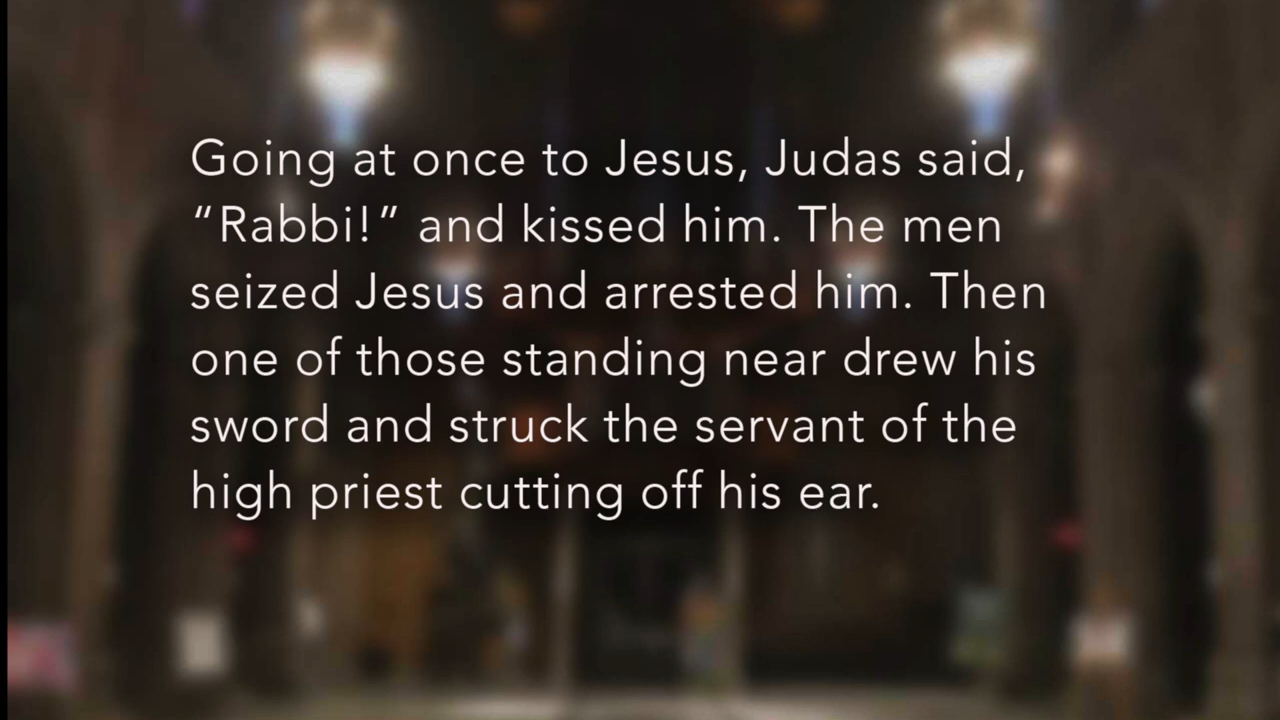 Going at once to Jesus, Judas said,
“Rabbi!” and kissed him. The men
seized Jesus and arrested him. Then
one of those standing near drew his
sword and struck the servant of the
high priest cutting off his ear.